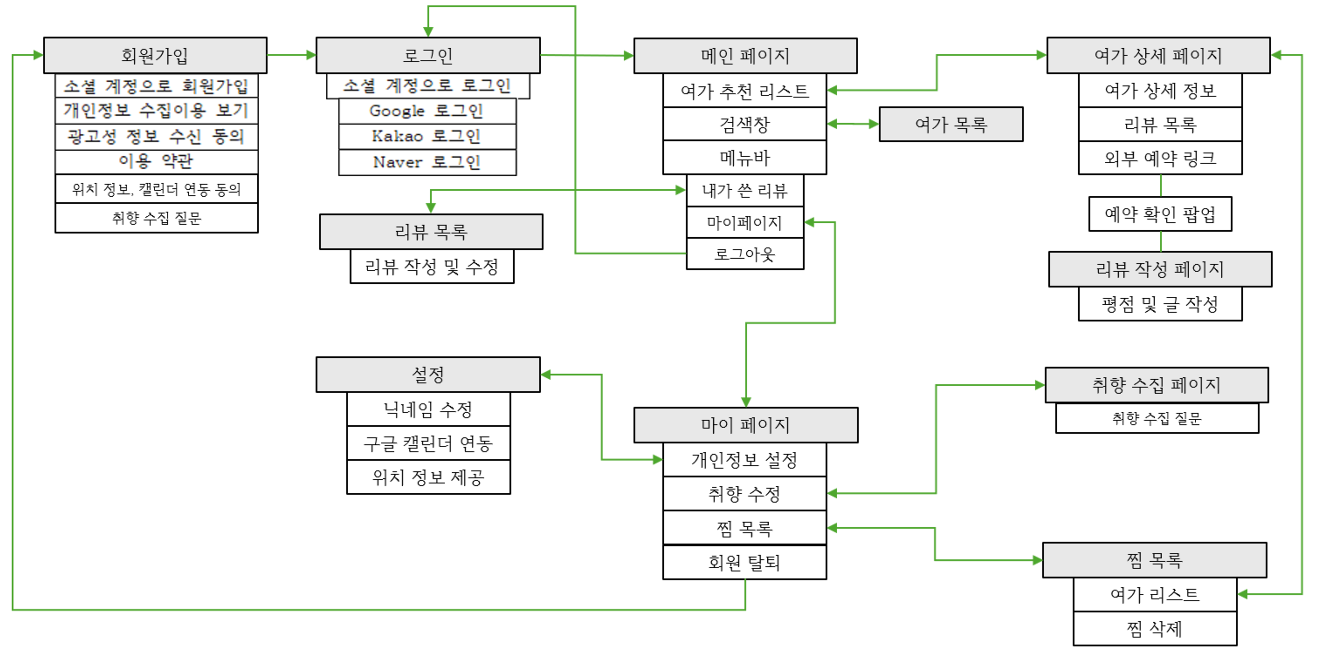 회원가입
소셜 계정으로 회원가입
개인정보 수집이용 보기
광고성 정보 수신 동의
이용 약관
위치 정보, 캘린더 연동 동의
취향 수집 질문
로그인
소셜 계정으로 로그인
Google 로그인
Kakao 로그인
Naver 로그인
리뷰 목록
리뷰 작성 및 수정
메인 페이지
여가 추천 리스트
검색창
메뉴바
내가 쓴 리뷰
마이페이지
로그아웃
여가 목록
여가 상세 페이지
여가 상세 정보
리뷰 목록
외부 예약 링크
예약 확인 팝업
리뷰 작성 페이지
평점 및 글 작성
설정
닉네임 수정
구글 캘린더 연동
위치 정보 제공
마이 페이지
개인정보 설정
취향 수정
찜 목록
회원 탈퇴
취향 수집 페이지
취향 수집 질문
찜 목록
여가 리스트
찜 삭제